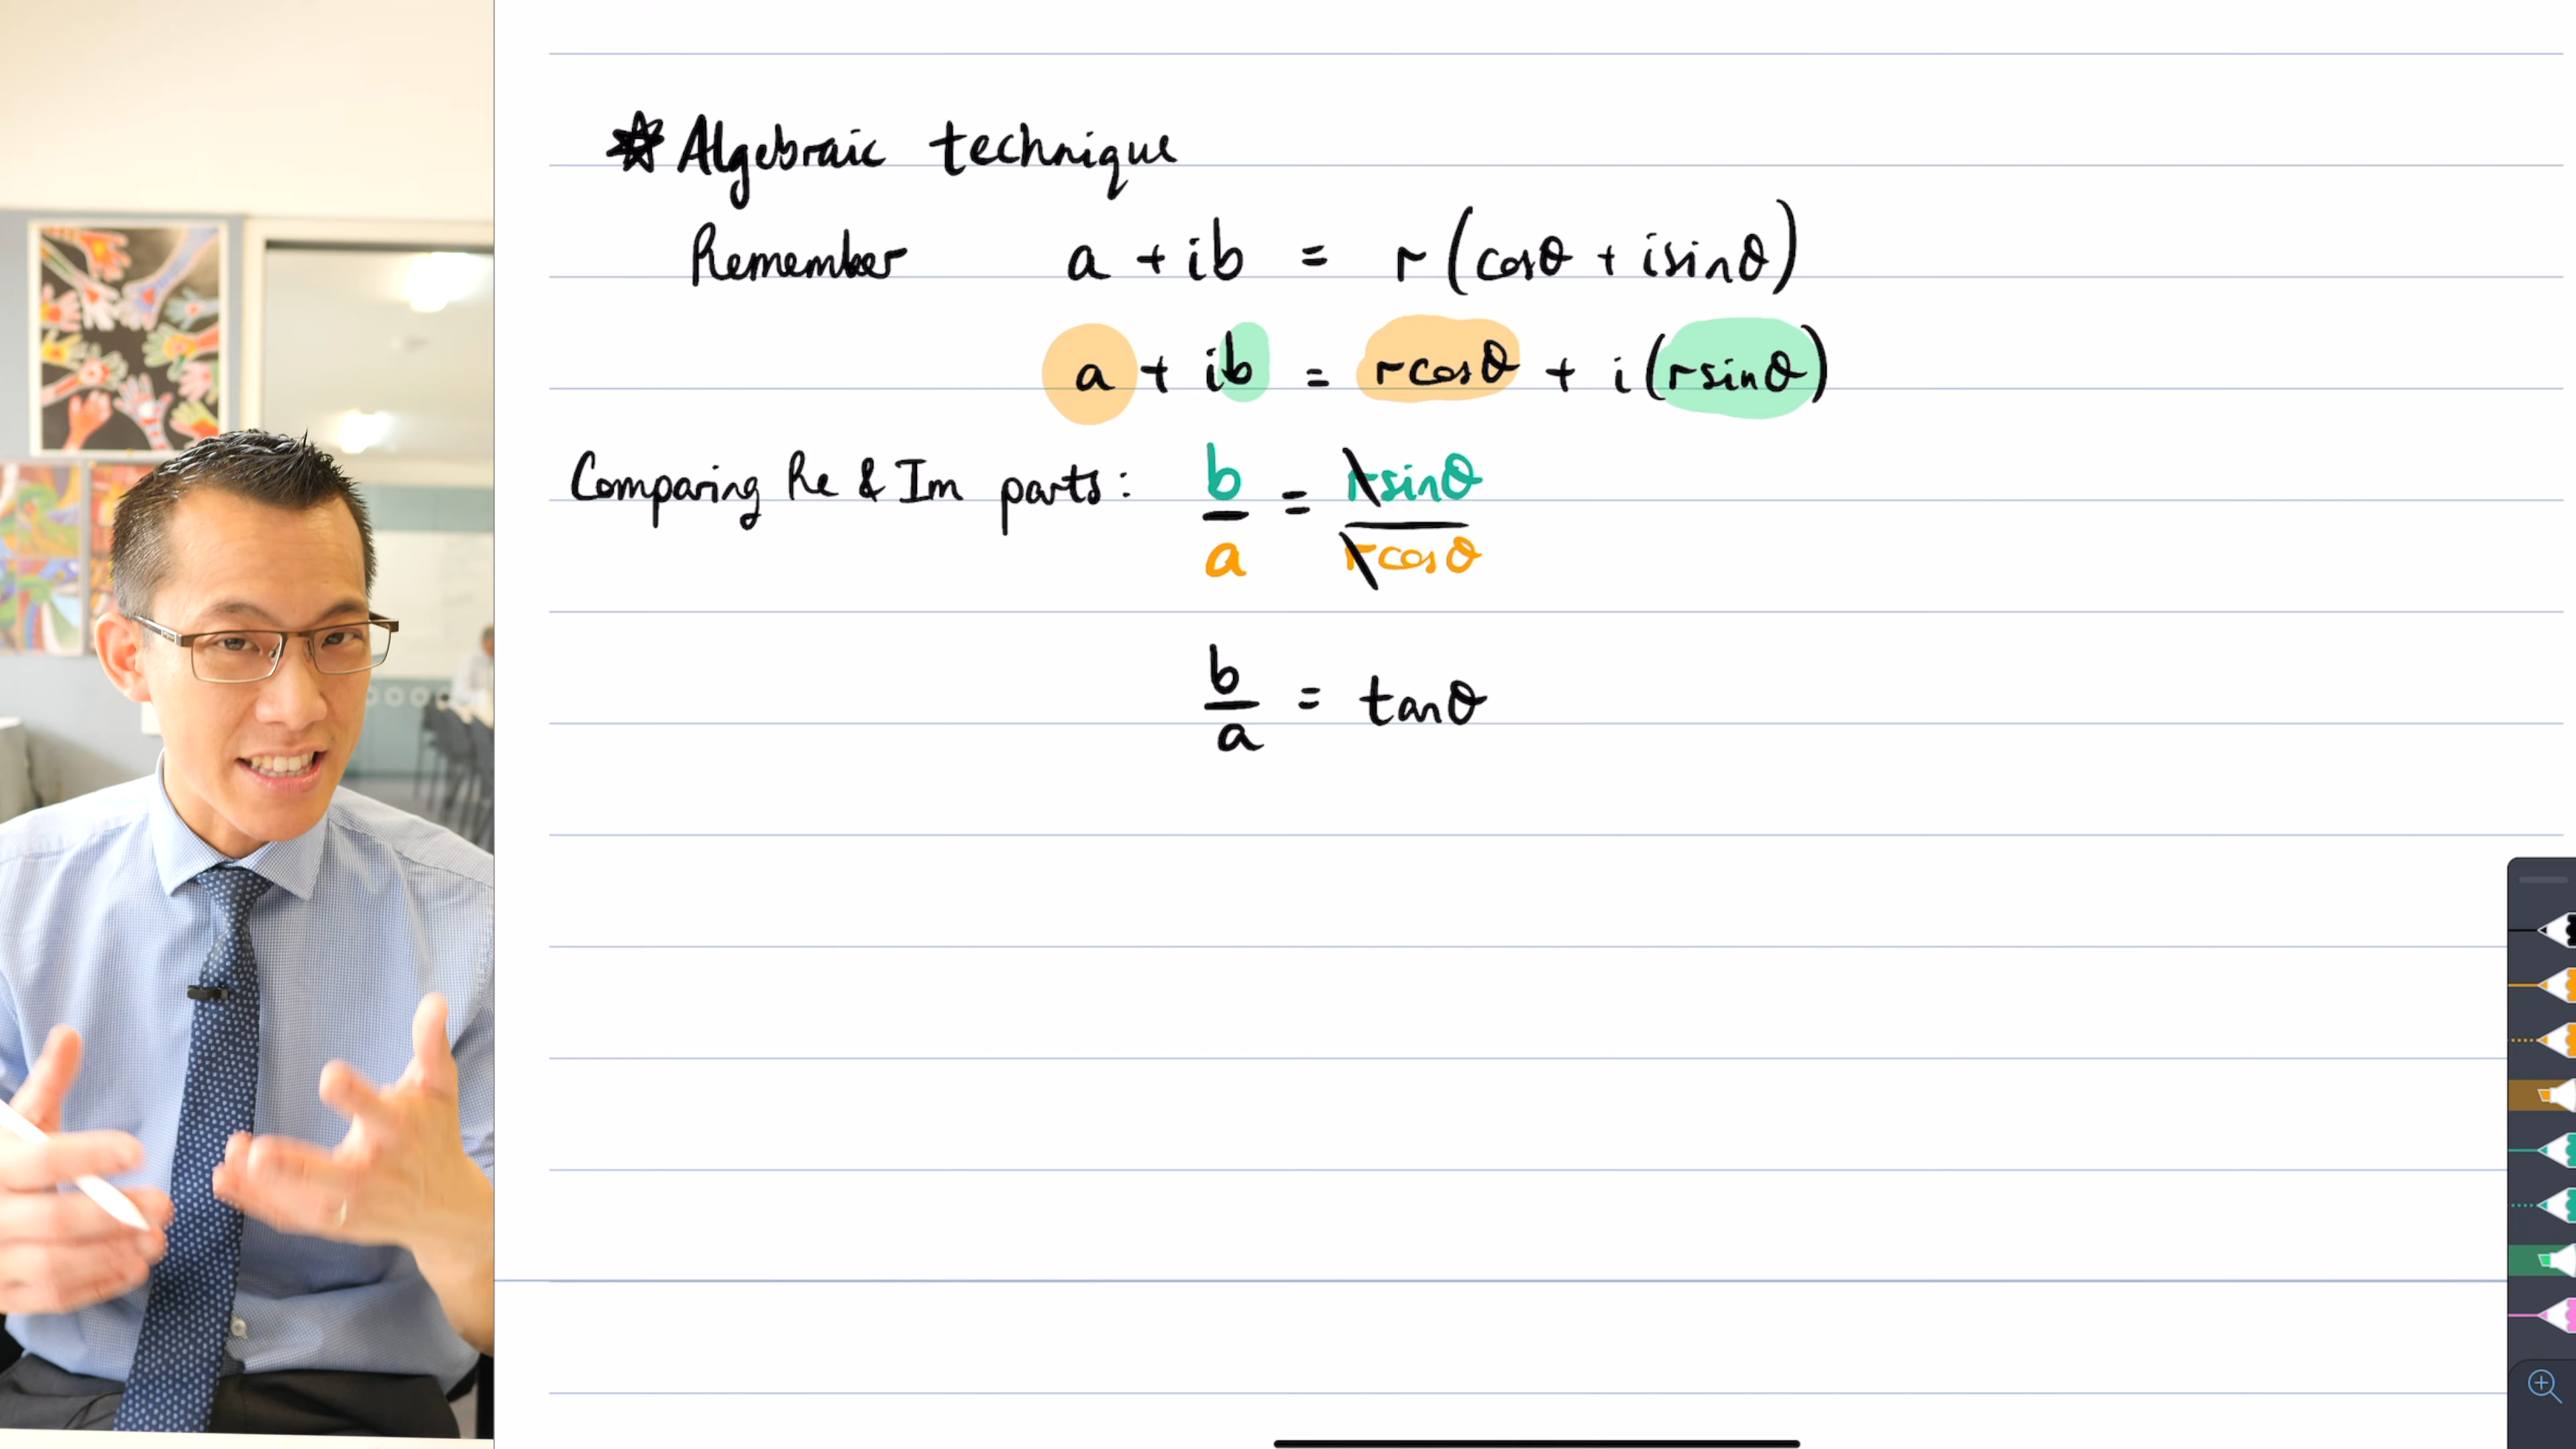 * Algebraic technique
Remember a + ib = r (cosθ + isinθ)
a + ib = rcosθ + i(rsinθ)
Comparing Re & Im parts: b/a = rsinθ/rcosθ
b/a = tanθ